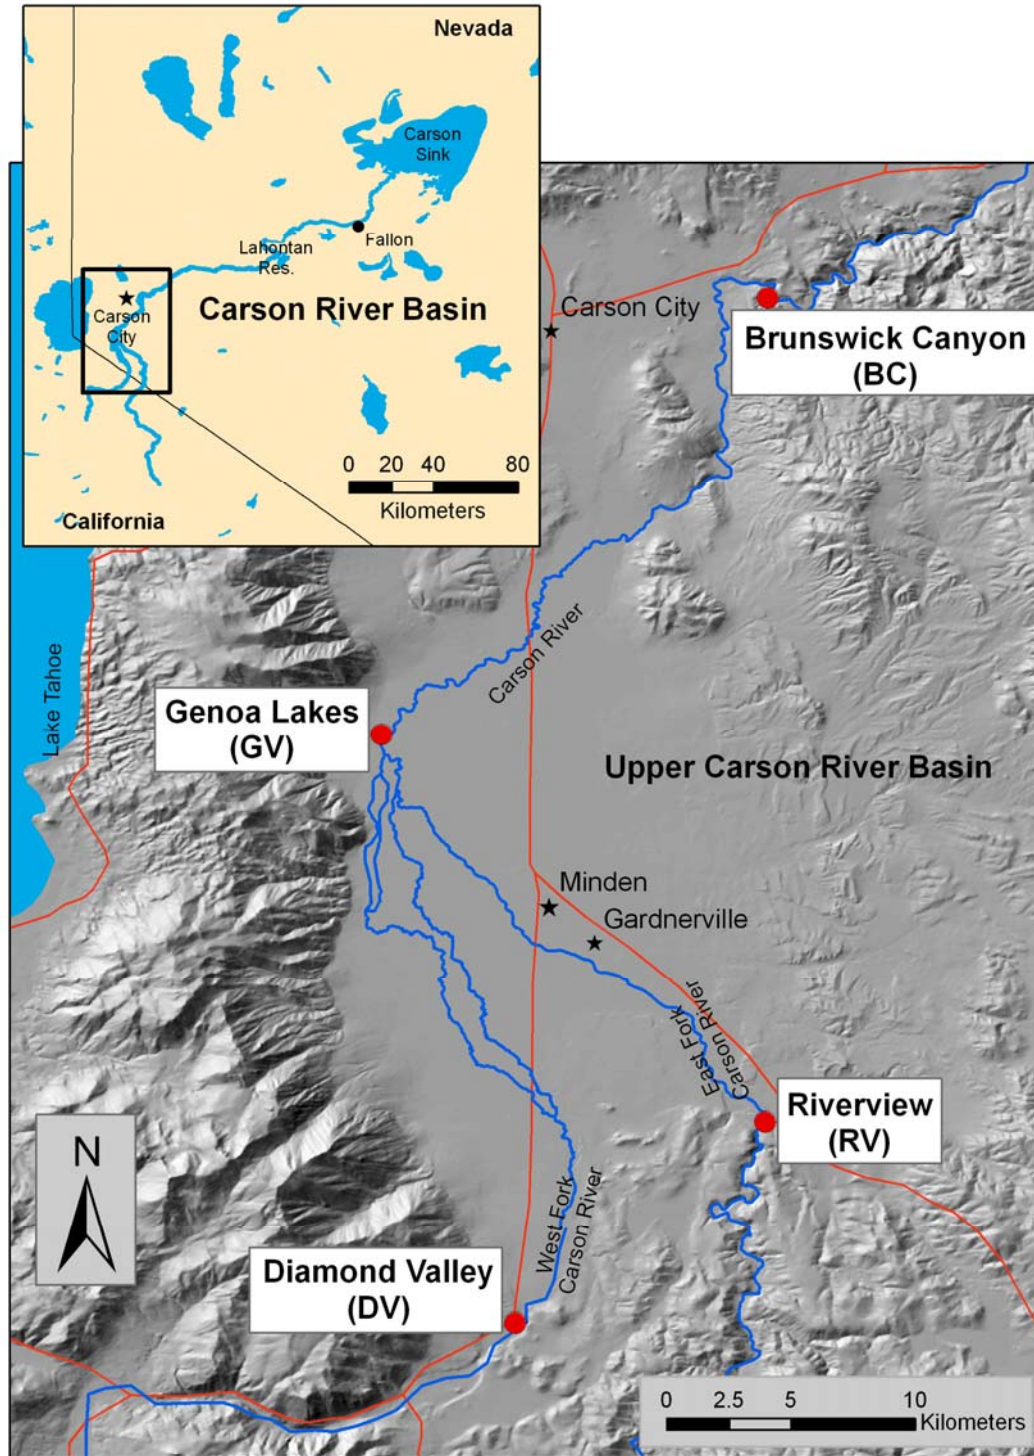 Nevada
Carson
Sink
Fallon
Lahontan
Res.
Carson
City
Carson River Basin
0 20 40 80
Kilometers
California
Carson City
Brunswick Canyon
(BC)
Carson River
Lake Tahoe
Genoa Lakes
(GV)
Upper Carson River Basin
Minden
Gardnerville
East Fork
Carson River
Riverview
(RV)
N
West Fork
Carson River
Diamond Valley
(DV)
0 2.5 5 10
Kilometers